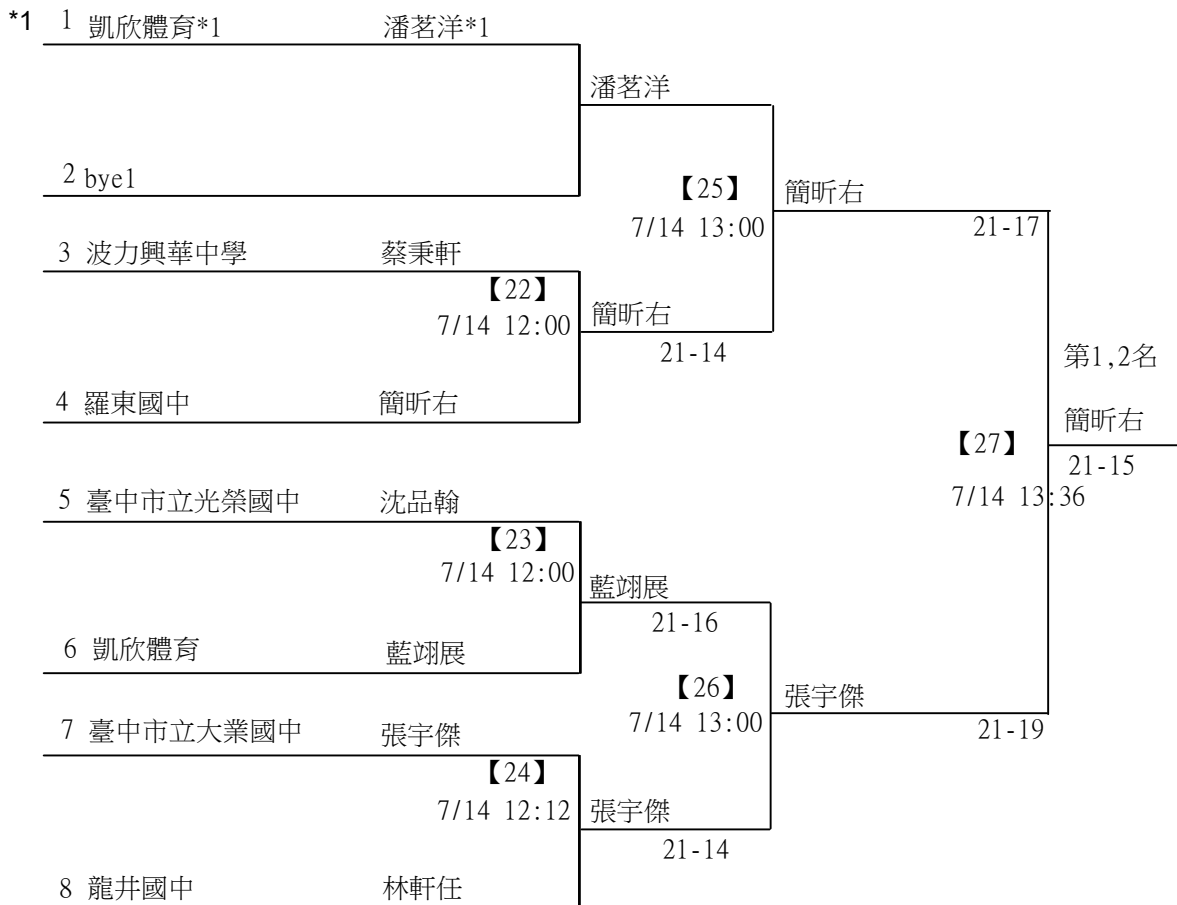 *1 1 凱欣體育*1 潘茗洋*1
潘茗洋
2 bye1
【25】
簡昕右
7/14 13:00
21-17
3 波力興華中學 蔡秉軒
【22】
7/14 12:00
簡昕右
21-14
第1,2名
4 羅東國中 簡昕右
簡昕右
【27】
21-15
7/14 13:36
5 臺中市立光榮國中 沈品翰
【23】
7/14 12:00
藍翊展
21-16
6 凱欣體育 藍翊展
【26】
張宇傑
7/14 13:00
21-19
7 臺中市立大業國中 張宇傑
【24】
7/14 12:12
張宇傑
21-14
8 龍井國中 林軒任